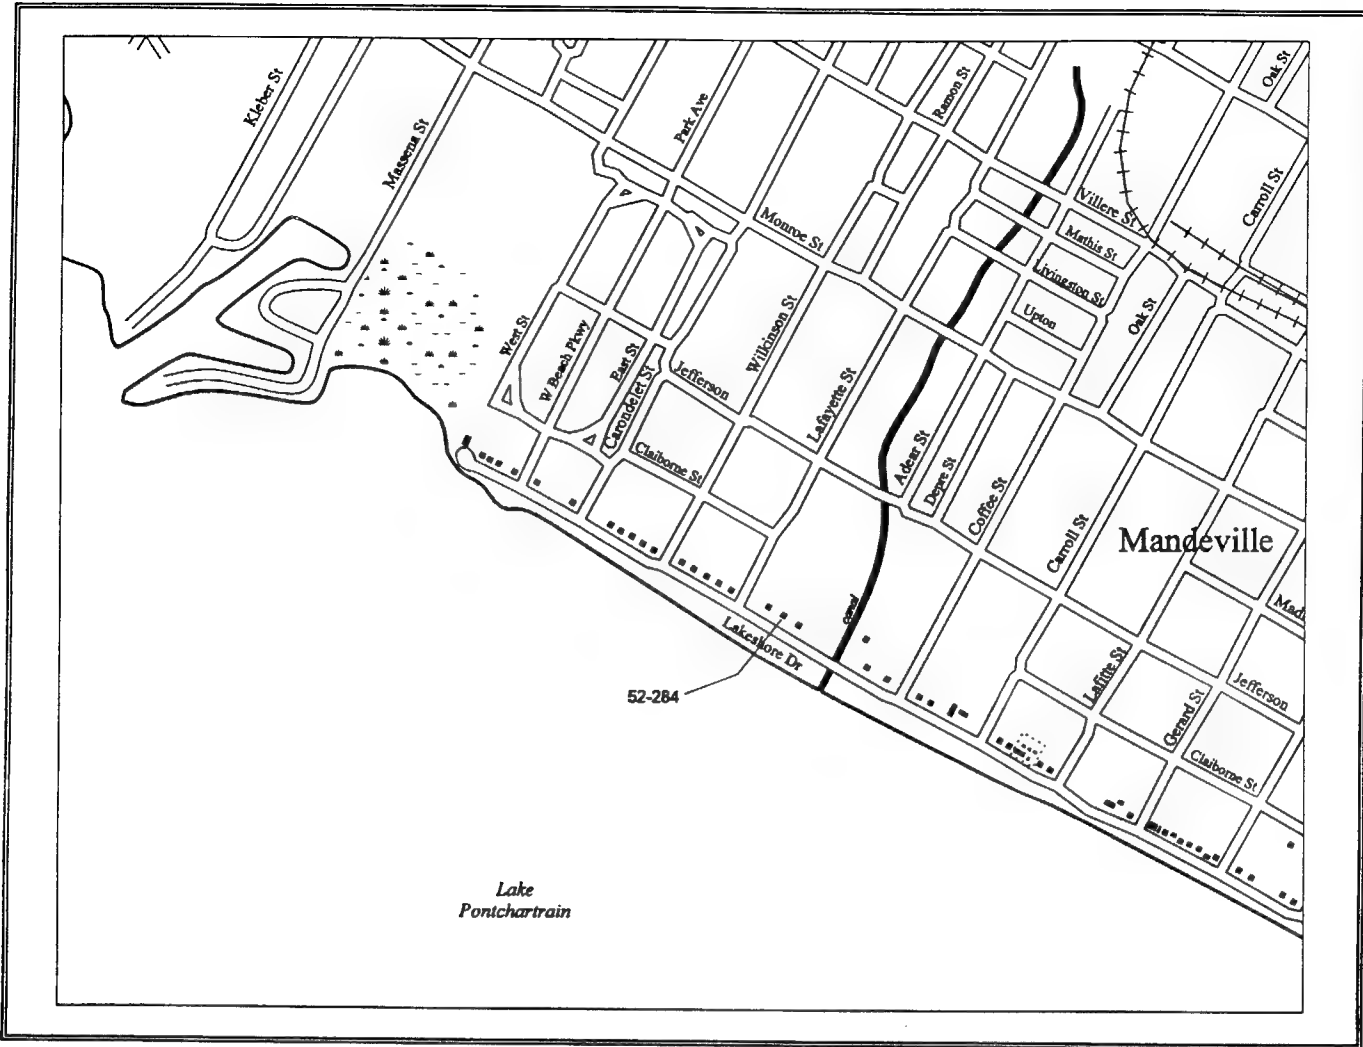 Kleber St
Massena St
Park Ave
Ramon St
Oak St
Carroll St
Villere St
Mathis St
Livingston St
Upton
Oak St
Monroe St
Wilkinson St
Lafayette St
West St
W Beach Pkwy
East St
Carondelet St
Jefferson
Claiborne St
Adear St
Depre St
Coffee St
Carroll St
Mandeville
Madi
canal
Lakeshore Dr
52-284
Lafitte St
Gerard St
Jefferson
Claiborne St
Lake
Pontchartrain